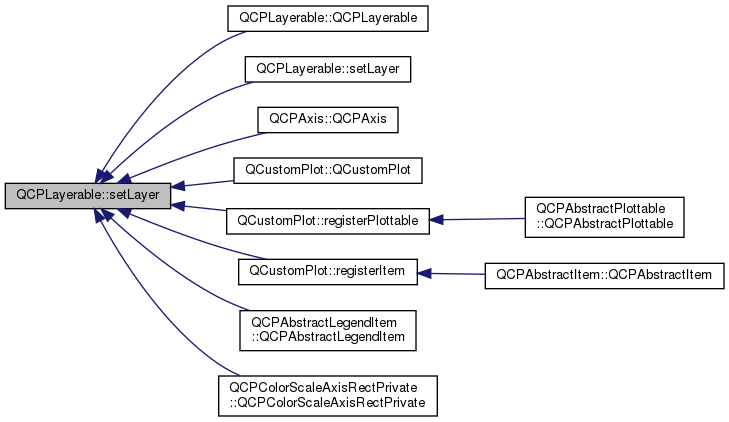 QCPLayerable::QCPLayerable
QCPLayerable::setLayer
QCPAxis::QCPAxis
QCustomPlot::QCustomPlot
QCPLayerable::setLayer
QCustomPlot::registerPlottable
QCPAbstractPlottable
::QCPAbstractPlottable
QCustomPlot::registerItem
QCPAbstractItem::QCPAbstractItem
QCPAbstractLegendItem
::QCPAbstractLegendItem
QCPColorScaleAxisRectPrivate
::QCPColorScaleAxisRectPrivate